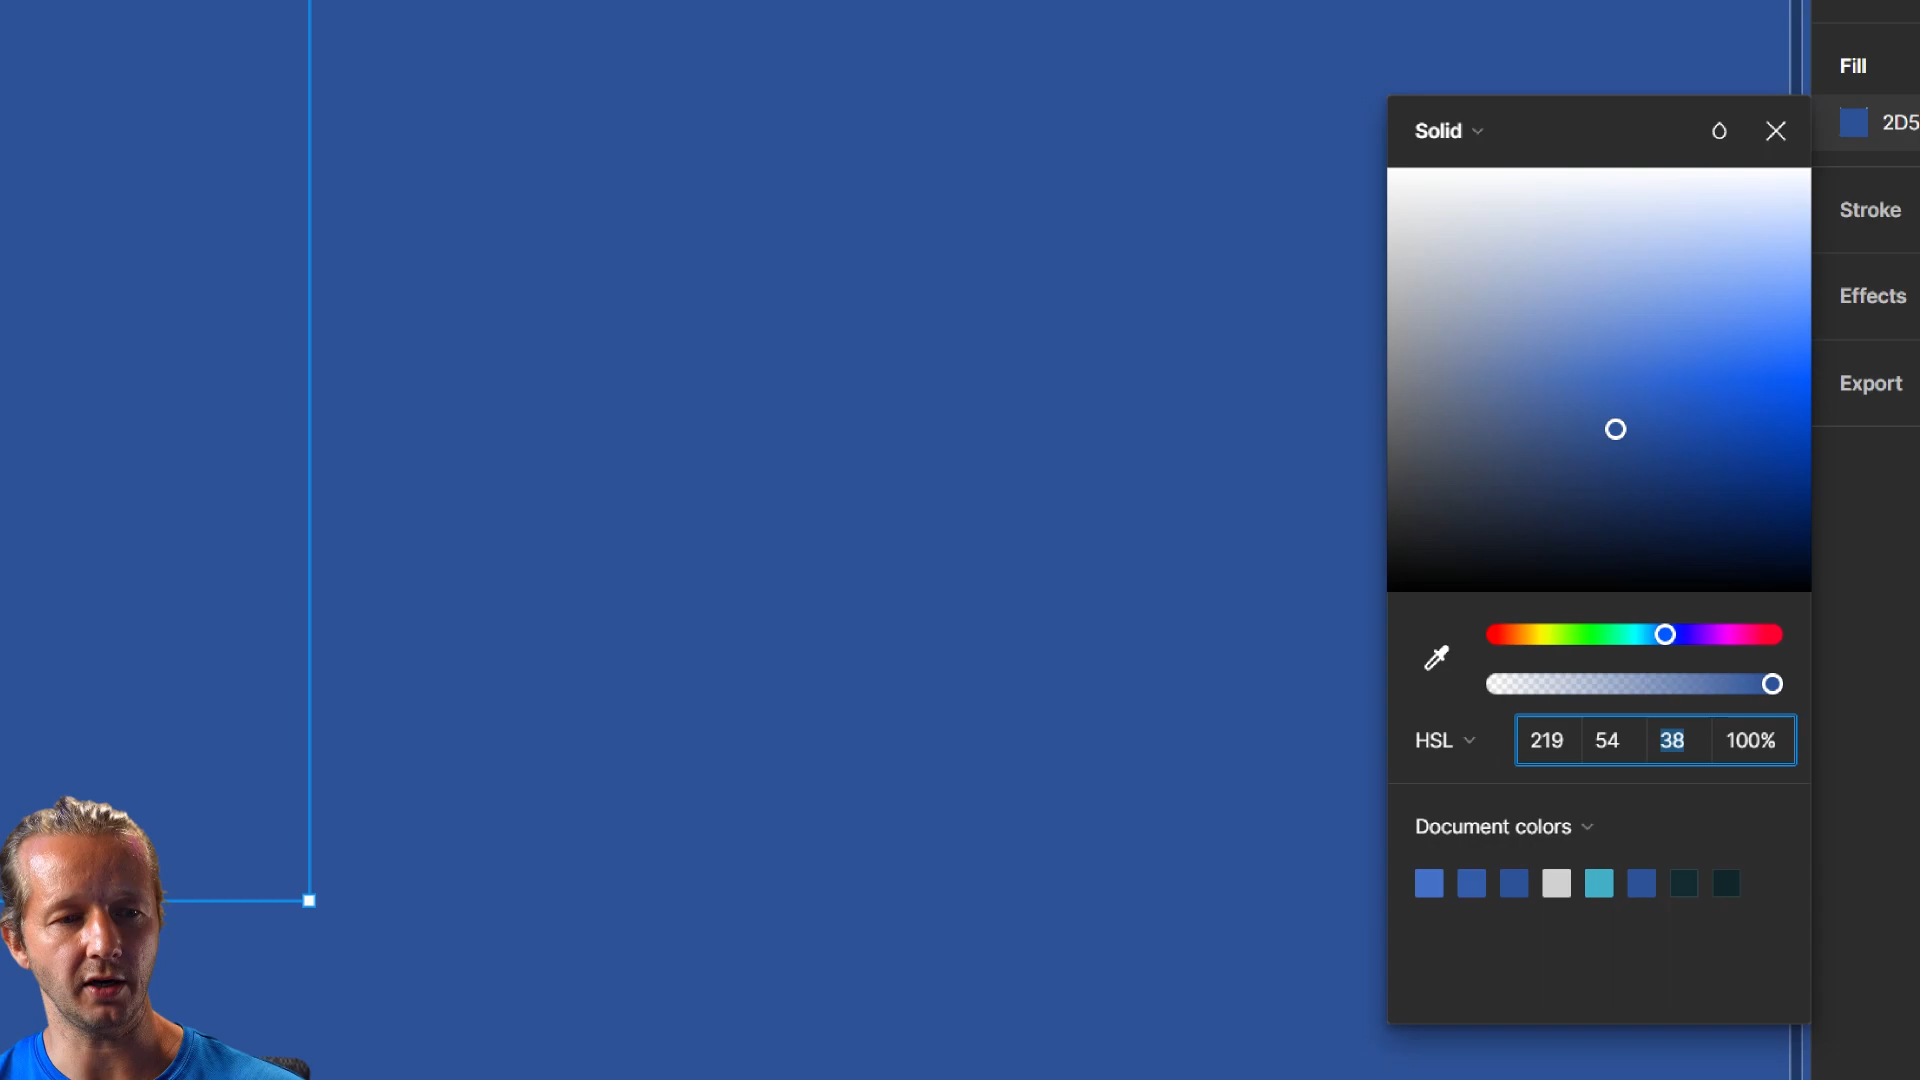 Fill
Solid
2D5
Stroke
Effects
Export
HSL 219 54 38 100%
Document colors